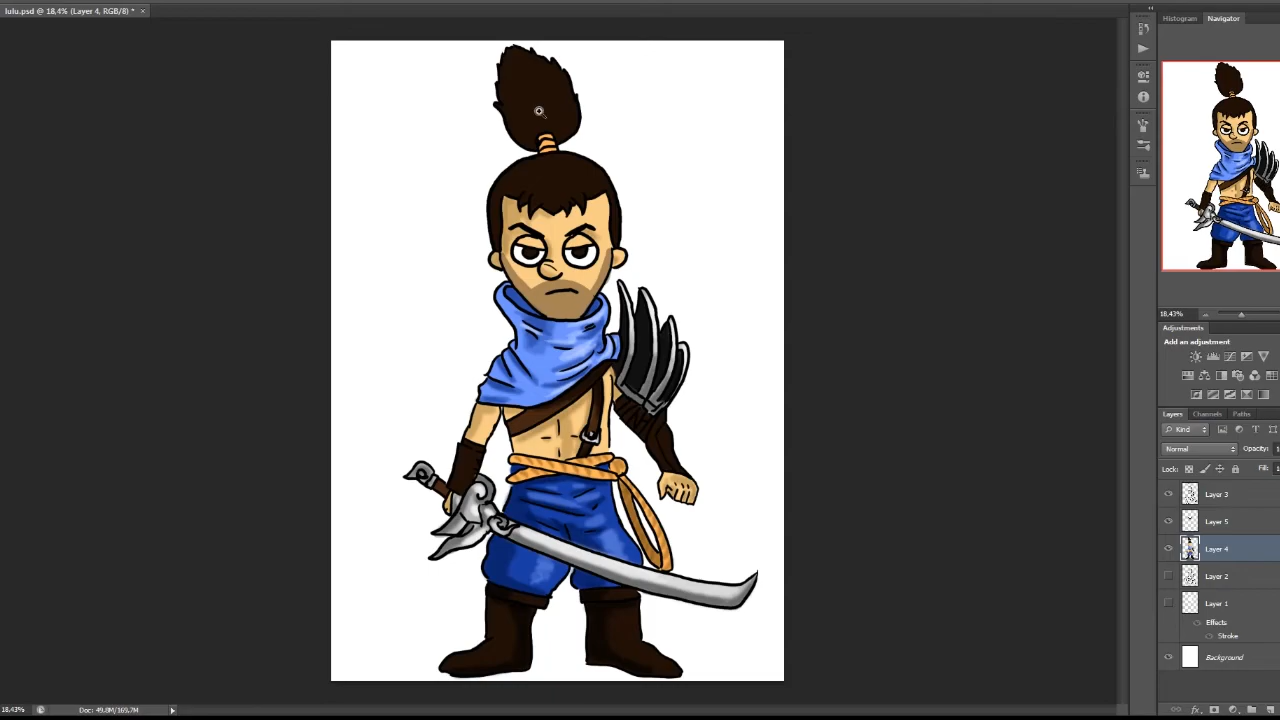 lulu.psd @ 18,4% (Layer 4, RGB/8) * ×
Histogram Navigator
18,43%
Adjustments
Add an adjustment
Layers Channels Paths
Kind
Normal Opacity:
Lock: Fill:
Layer 3
Layer 5
Layer 4
Layer 2
Layer 1
Effects
Stroke
Background
18,43% Doc: 49,8M/169,7M